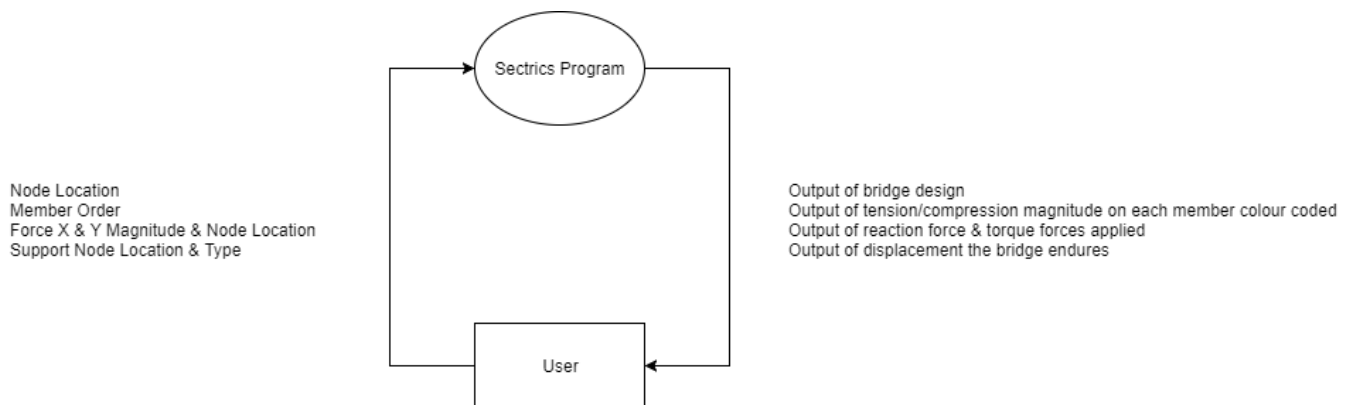 Sectrics Program
Node Location
Member Order
Force X & Y Magnitude & Node Location
Support Node Location & Type
Output of bridge design
Output of tension/compression magnitude on each member colour coded
Output of reaction force & torque forces applied
Output of displacement the bridge endures
User